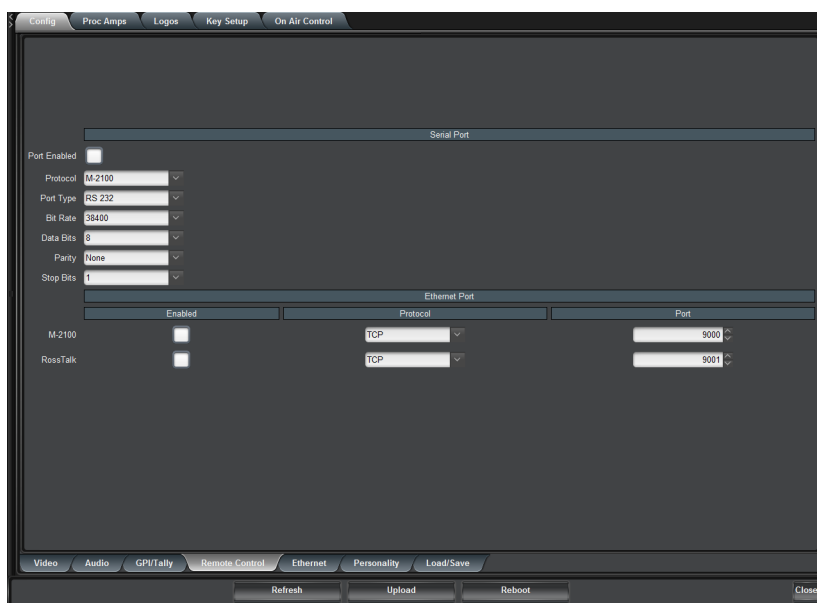 Config Proc Amps Logos Key Setup On Air Control
Serial Port
Port Enabled
Protocol M-2100
Port Type RS 232
Bit Rate 38400
Data Bits 8
Parity None
Stop Bits 1
Ethernet Port
Enabled Protocol Port
M-2100 TCP 9000
RossTalk TCP 9001
Video Audio GPI/Tally Remote Control Ethernet Personality Load/Save
Refresh Upload Reboot Close